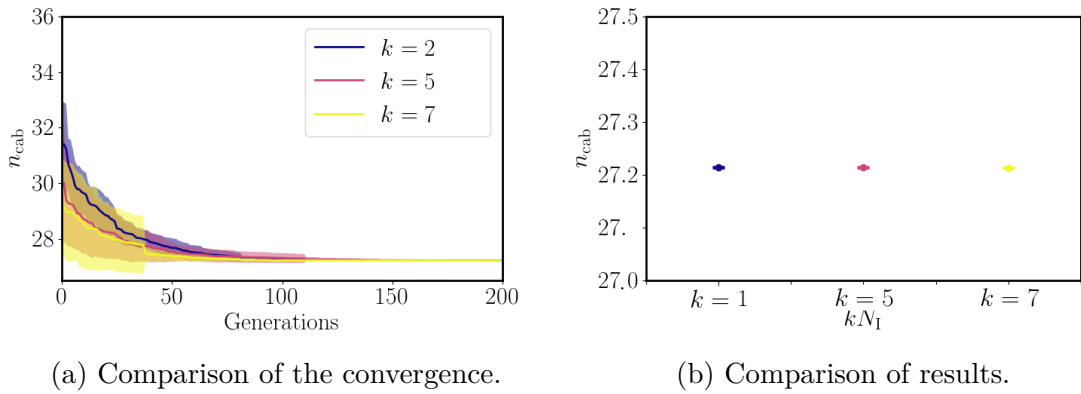 36
34
32
30
28
n_cab
0
50
100
150
200
Generations
k = 2
k = 5
k = 7
(a) Comparison of the convergence.
27.5
27.4
27.3
27.2
27.1
27.0
n_cab
k = 1
k = 5
k = 7
kN_I
(b) Comparison of results.